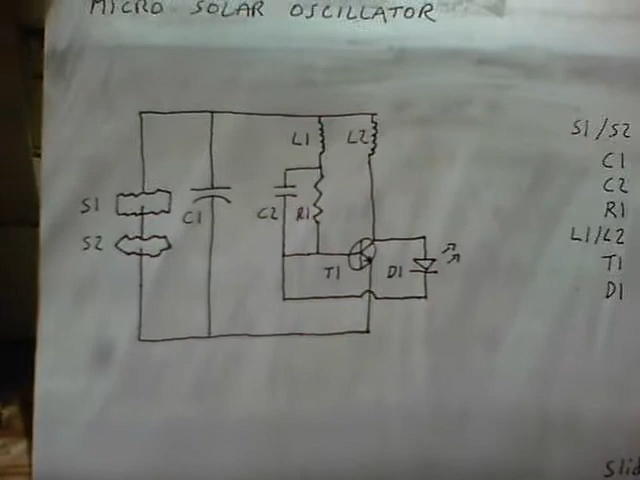 MICRO SOLAR OSCILLATOR
L1 L2
S1
C1
C2
R1
S2
T1
D1
S1/S2
C1
C2
R1
L1/L2
T1
D1